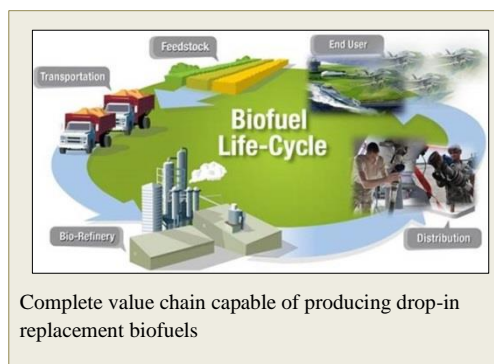 Feedstock
End User
Transportation
Biofuel
Life-Cycle
Bio-Refinery
Distribution
Complete value chain capable of producing drop-in
replacement biofuels